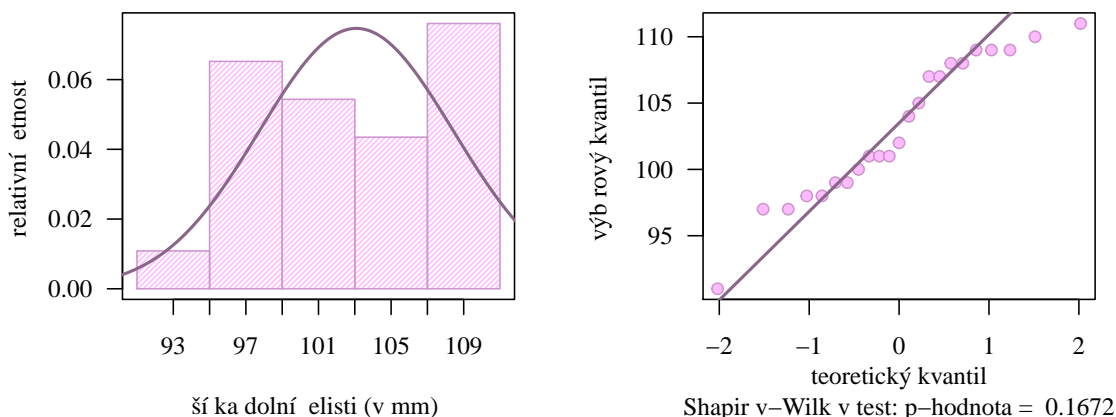 relativní etnost
0.00
0.02
0.04
0.06
93 97 101 105 109
ší ka dolní elisti (v mm)
výb rový kvantil
95
100
105
110
−2 −1 0 1 2
teoretický kvantil
Shapir v−Wilk v test: p−hodnota = 0.1672